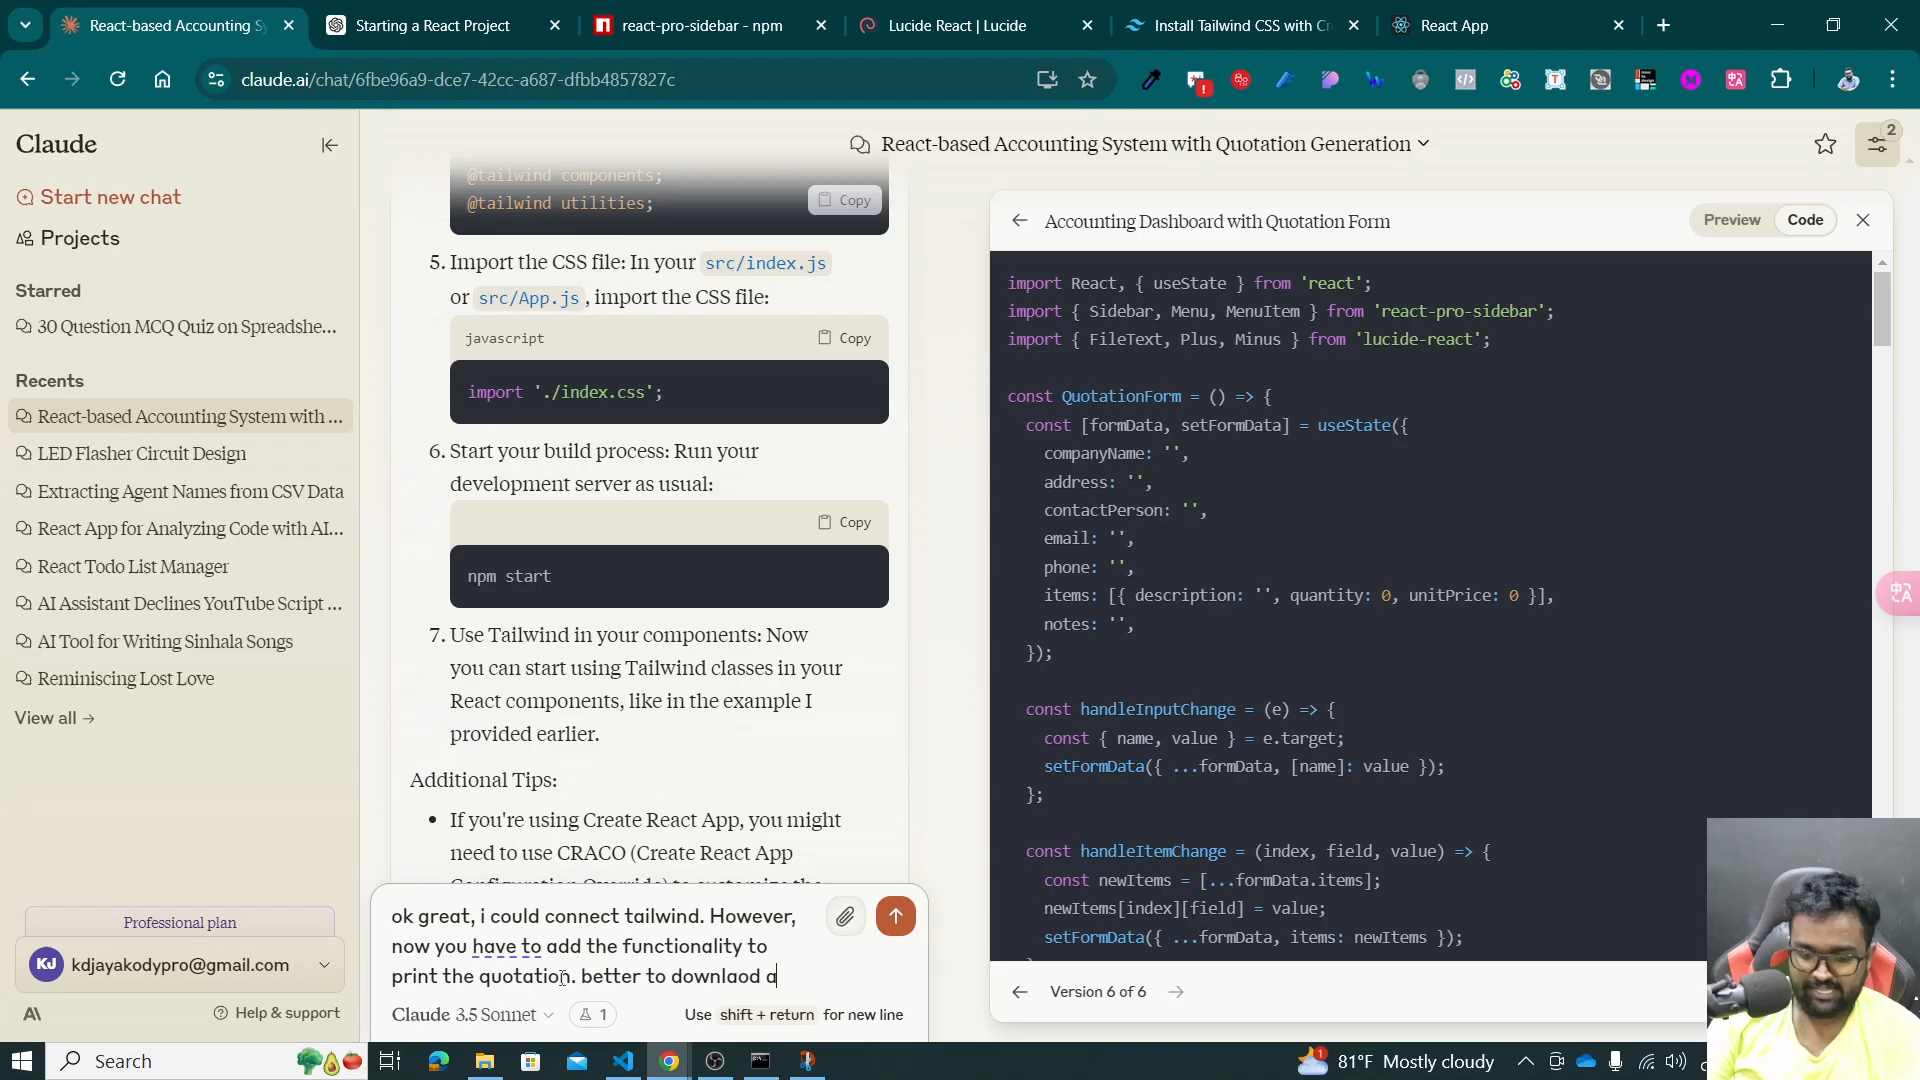 React-based Accounting Sy
Starting a React Project
react-pro-sidebar - npm
Lucide React | Lucide
Install Tailwind CSS with Cr
React App
claude.ai/chat/6fbe96a9-dce7-42cc-a687-dfbb4857827c
Claude
Start new chat
Projects
Starred
30 Question MCQ Quiz on Spreadshe...
Recents
React-based Accounting System with ...
LED Flasher Circuit Design
Extracting Agent Names from CSV Data
React App for Analyzing Code with AI...
React Todo List Manager
AI Assistant Declines YouTube Script ...
AI Tool for Writing Sinhala Songs
Reminiscing Lost Love
View all →
Professional plan
KJ kdjayakodypro@gmail.com
Help & support
React-based Accounting System with Quotation Generation
2
@tailwind components;
@tailwind utilities;
Copy
5. Import the CSS file: In your src/index.js
or src/App.js, import the CSS file:
javascript
Copy
import './index.css';
6. Start your build process: Run your
development server as usual:
Copy
npm start
7. Use Tailwind in your components: Now
you can start using Tailwind classes in your
React components, like in the example I
provided earlier.
Additional Tips:
• If you're using Create React App, you might
need to use CRACO (Create React App
Configuration Override) to customize the
ok great, i could connect tailwind. However,
now you have to add the functionality to
print the quotation. better to downlaod a
Claude 3.5 Sonnet
1
Use shift + return for new line
Accounting Dashboard with Quotation Form
Preview
Code
import React, { useState } from 'react';
import { Sidebar, Menu, MenuItem } from 'react-pro-sidebar';
import { FileText, Plus, Minus } from 'lucide-react';
const QuotationForm = () => {
const [formData, setFormData] = useState({
companyName: '',
address: '',
contactPerson: '',
email: '',
phone: '',
items: [{ description: '', quantity: 0, unitPrice: 0 }],
notes: '',
});
const handleInputChange = (e) => {
const { name, value } = e.target;
setFormData({ ...formData, [name]: value });
};
const handleItemChange = (index, field, value) => {
const newItems = [...formData.items];
newItems[index][field] = value;
setFormData({ ...formData, items: newItems });
Version 6 of 6
Search
81°F Mostly cloudy